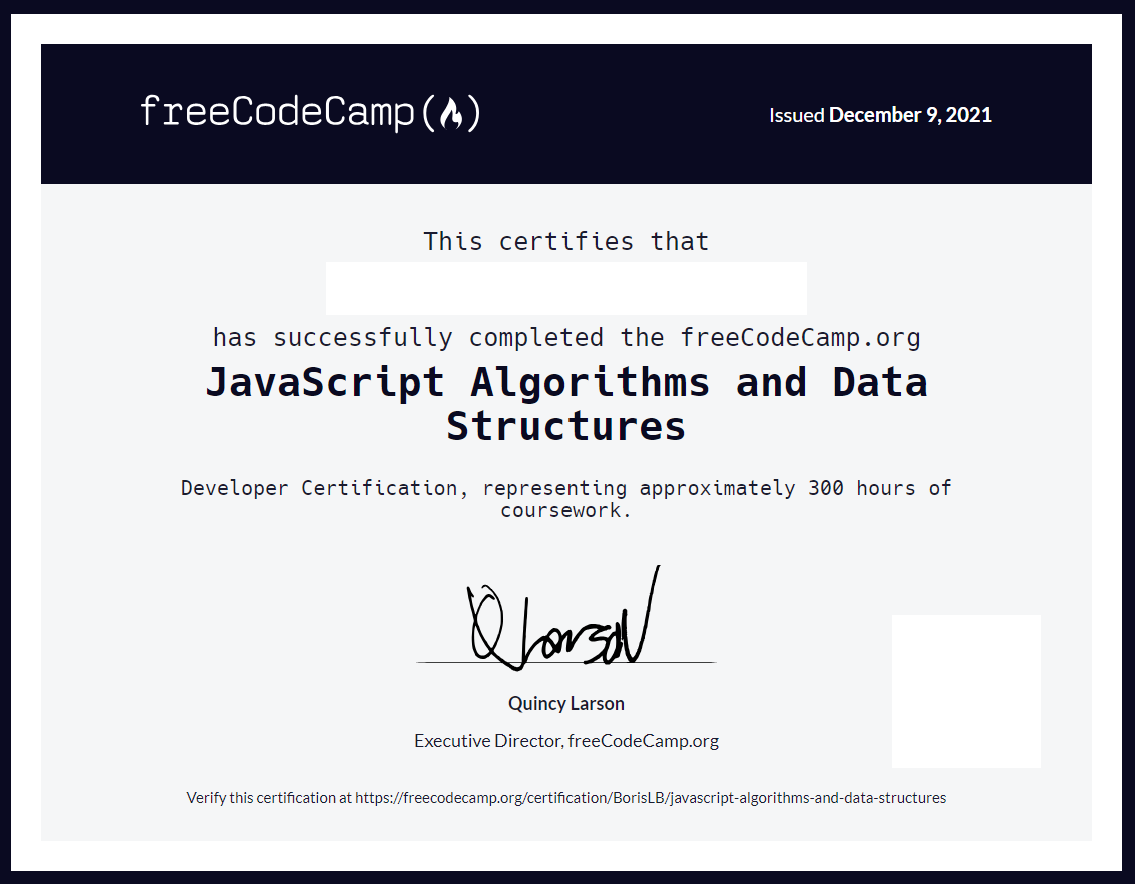 freeCodeCamp(🔥)
Issued December 9, 2021
This certifies that
has successfully completed the freeCodeCamp.org
JavaScript Algorithms and Data
Structures
Developer Certification, representing approximately 300 hours of
coursework.
Q Larson
Quincy Larson
Executive Director, freeCodeCamp.org
Verify this certification at https://freecodecamp.org/certification/BorisLB/javascript-algorithms-and-data-structures